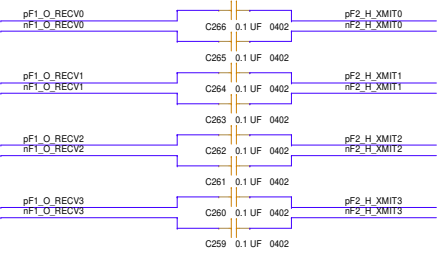 pF1_O_RECV0 pF2_H_XMIT0
nF1_O_RECV0 C266 0.1 UF 0402 nF2_H_XMIT0
C265 0.1 UF 0402
pF1_O_RECV1 pF2_H_XMIT1
nF1_O_RECV1 C264 0.1 UF 0402 nF2_H_XMIT1
C263 0.1 UF 0402
pF1_O_RECV2 pF2_H_XMIT2
nF1_O_RECV2 C262 0.1 UF 0402 nF2_H_XMIT2
C261 0.1 UF 0402
pF1_O_RECV3 pF2_H_XMIT3
nF1_O_RECV3 C260 0.1 UF 0402 nF2_H_XMIT3
C259 0.1 UF 0402